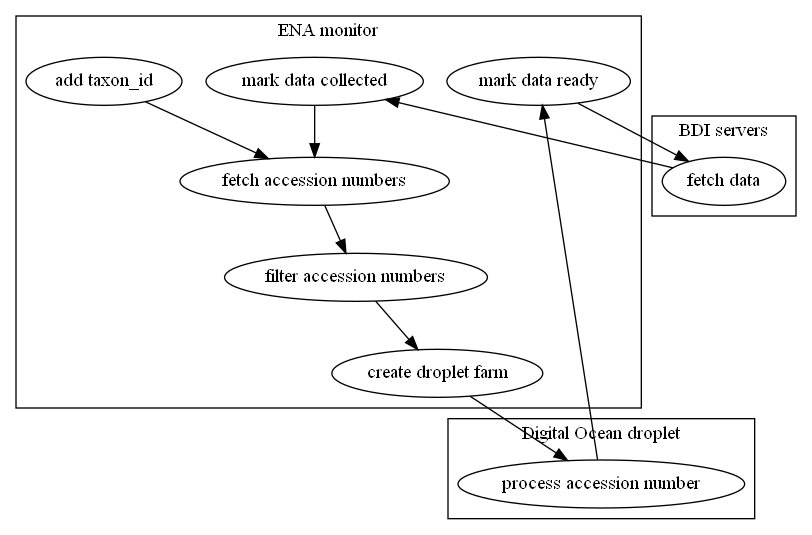 ENA monitor
add taxon_id
mark data collected
mark data ready
BDI servers
fetch accession numbers
fetch data
filter accession numbers
create droplet farm
Digital Ocean droplet
process accession number